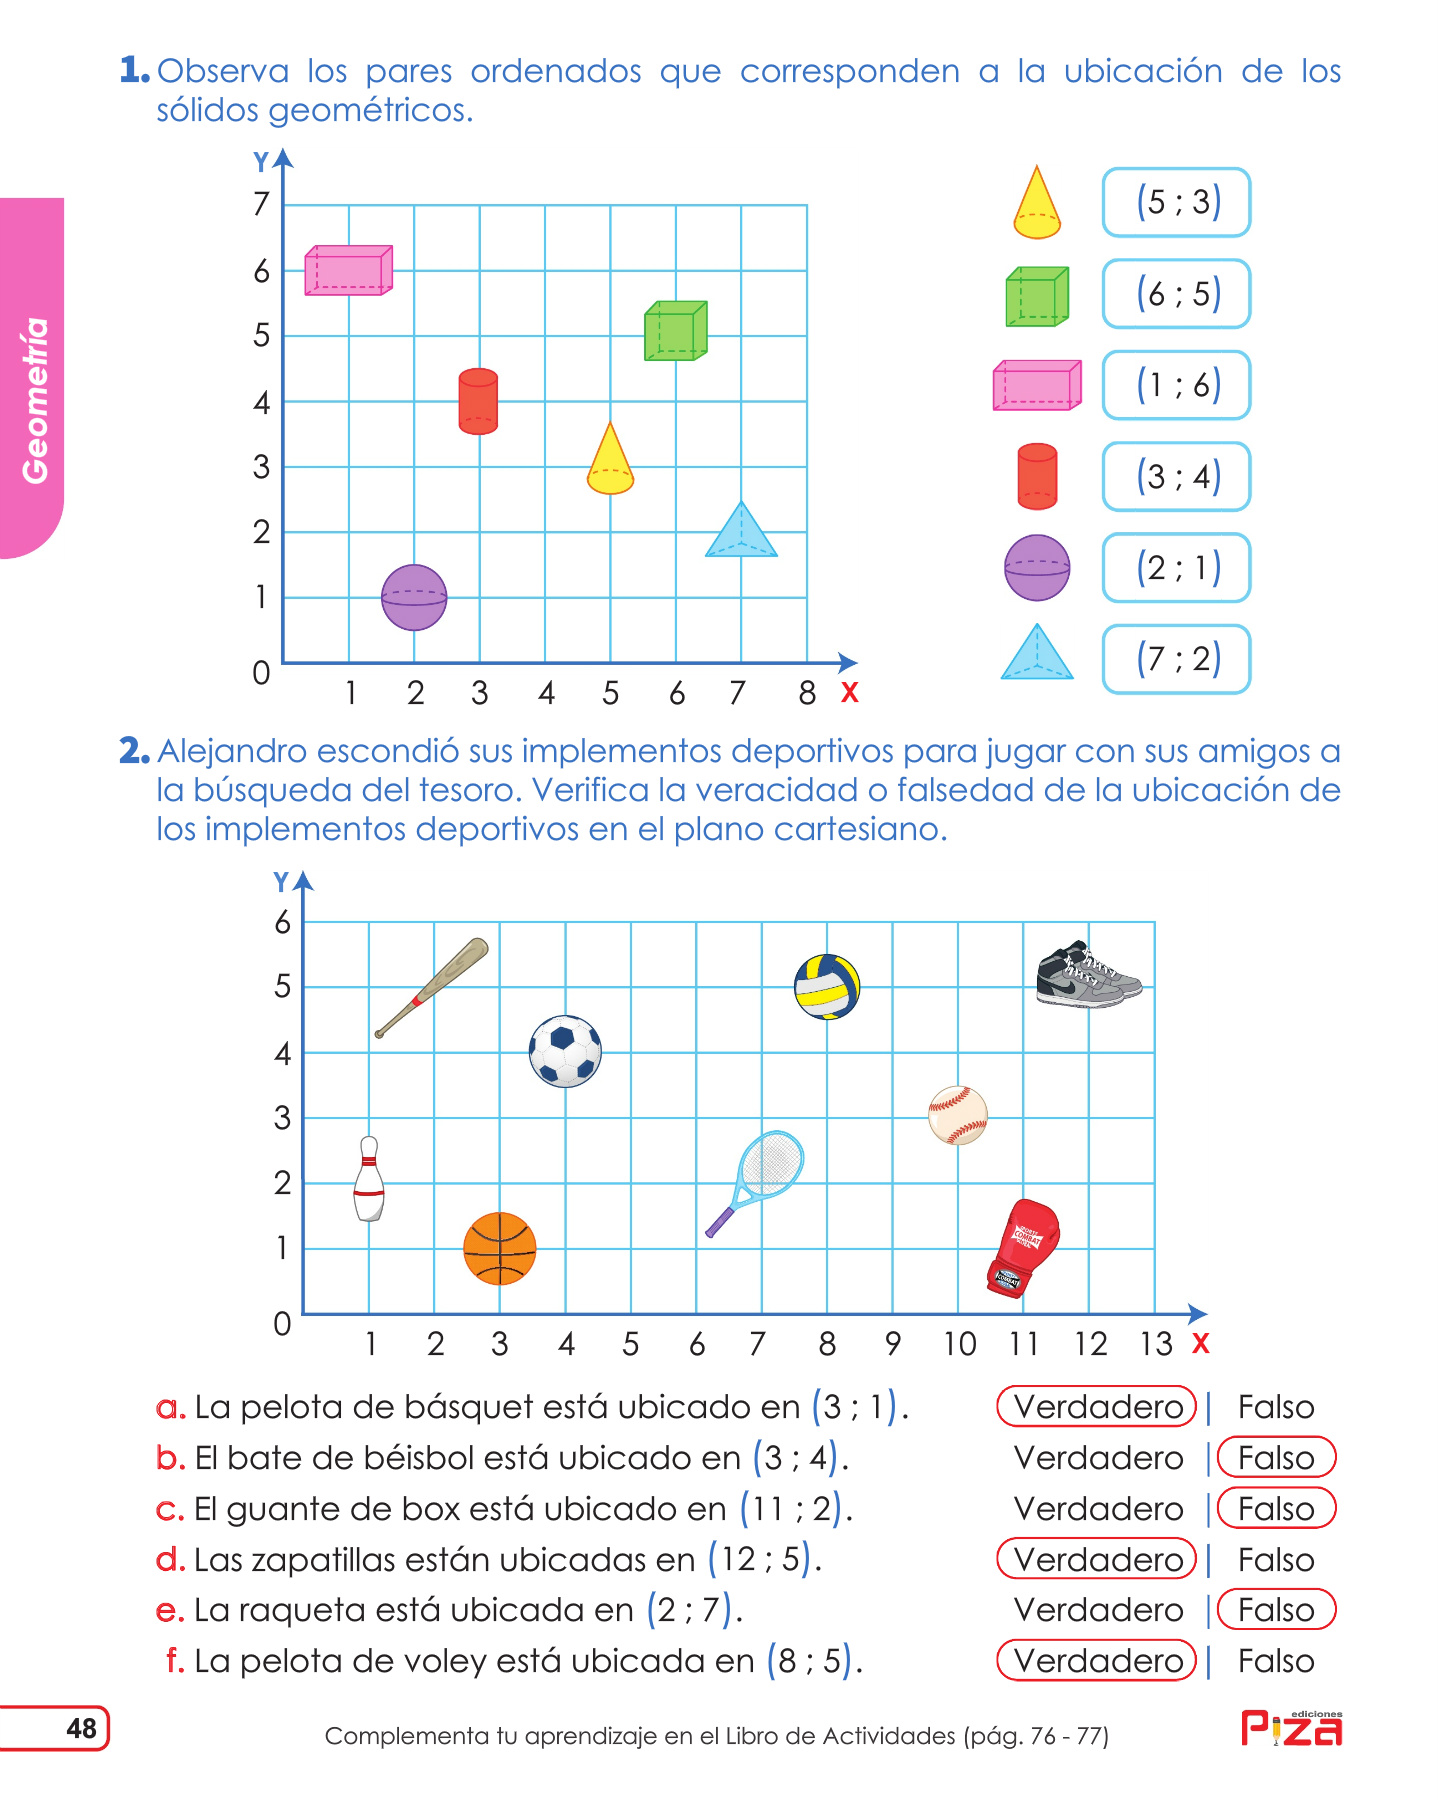 1. Observa los pares ordenados que corresponden a la ubicación de los
sólidos geométricos.
Geometría
Y
7
6
5
4
3
2
1
0
1 2 3 4 5 6 7 8 X
(5 ; 3)
(6 ; 5)
(1 ; 6)
(3 ; 4)
(2 ; 1)
(7 ; 2)
2. Alejandro escondió sus implementos deportivos para jugar con sus amigos a
la búsqueda del tesoro. Verifica la veracidad o falsedad de la ubicación de
los implementos deportivos en el plano cartesiano.
Y
6
5
4
3
2
1
0
1 2 3 4 5 6 7 8 9 10 11 12 13 X
COMBAT
COMBAT
a. La pelota de básquet está ubicado en (3 ; 1). Verdadero | Falso
b. El bate de béisbol está ubicado en (3 ; 4). Verdadero | Falso
c. El guante de box está ubicado en (11 ; 2). Verdadero | Falso
d. Las zapatillas están ubicadas en (12 ; 5). Verdadero | Falso
e. La raqueta está ubicada en (2 ; 7). Verdadero | Falso
f. La pelota de voley está ubicada en (8 ; 5). Verdadero | Falso
48
Complementa tu aprendizaje en el Libro de Actividades (pág. 76 - 77)
ediciones
Piza